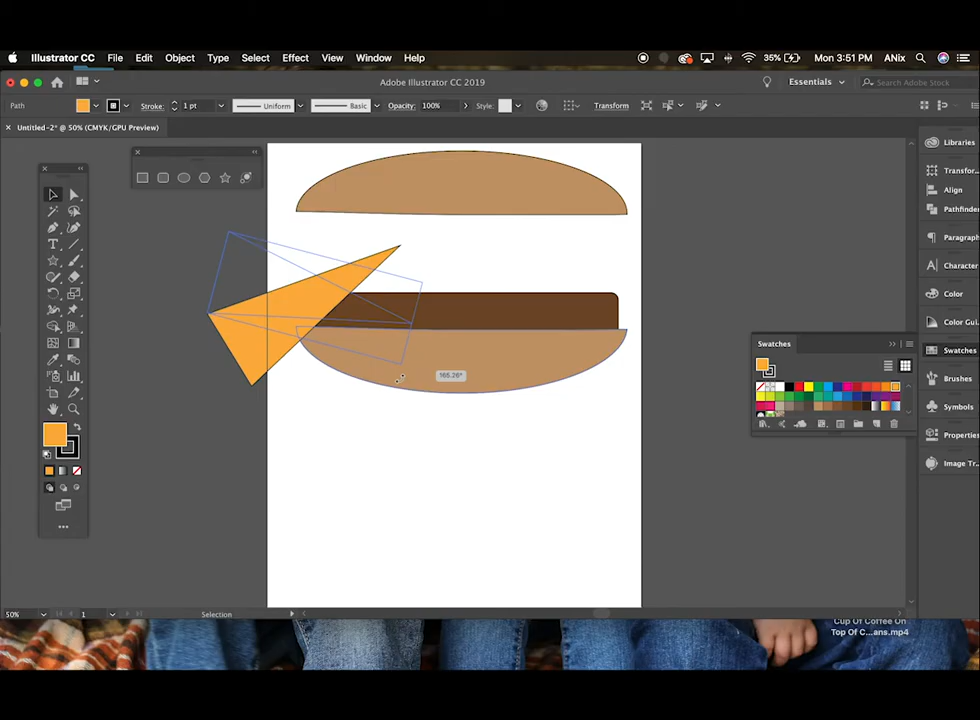 Illustrator CC File Edit Object Type Select Effect View Window Help 35% Mon 3:51 PM ANix
Adobe Illustrator CC 2019 Essentials Search Adobe Stock
Path Stroke: 1 pt Uniform Basic Opacity: 100% Style: Transform
Untitled-2* @ 50% (CMYK/GPU Preview)
Libraries
Transfor...
Align
Pathfinder
Paragraph
Character
Color
Color Gui...
Swatches
Brushes
Symbols
Properties
Image Tr...
Swatches
165.26°
50% 1 Selection
Cup Of Coffee On
Top Of C...ans.mp4